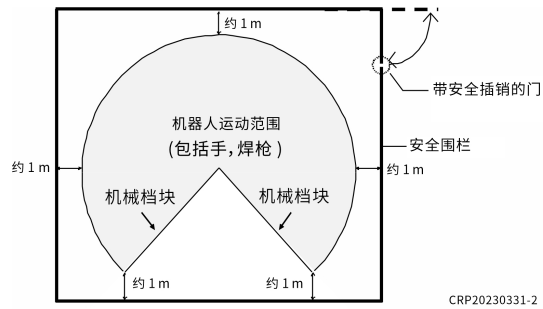 约 1 m
带安全插销的门
机器人运动范围
(包括手，焊枪 )
安全围栏
约 1 m
约 1 m
机械档块
机械档块
约 1 m
约 1 m
CRP20230331-2